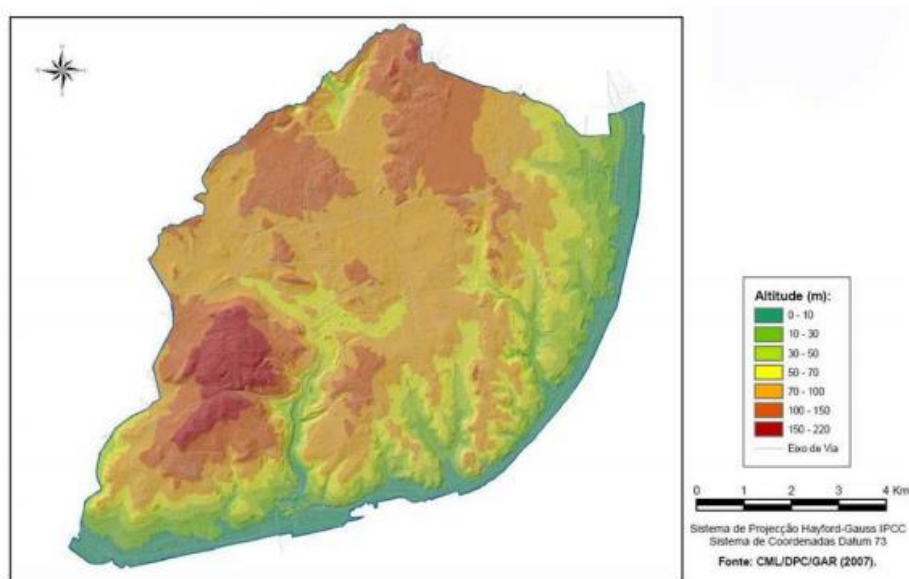 Altitude (m):
0 - 10
10 - 30
30 - 50
50 - 70
70 - 100
100 - 150
150 - 220
Eixo de Via
0 1 2 3 4 Km
Sistema de Projecção Hayford-Gauss IPCC
Sistema de Coordenadas Datum 73
Fonte: CML/DPC/GAR (2007).